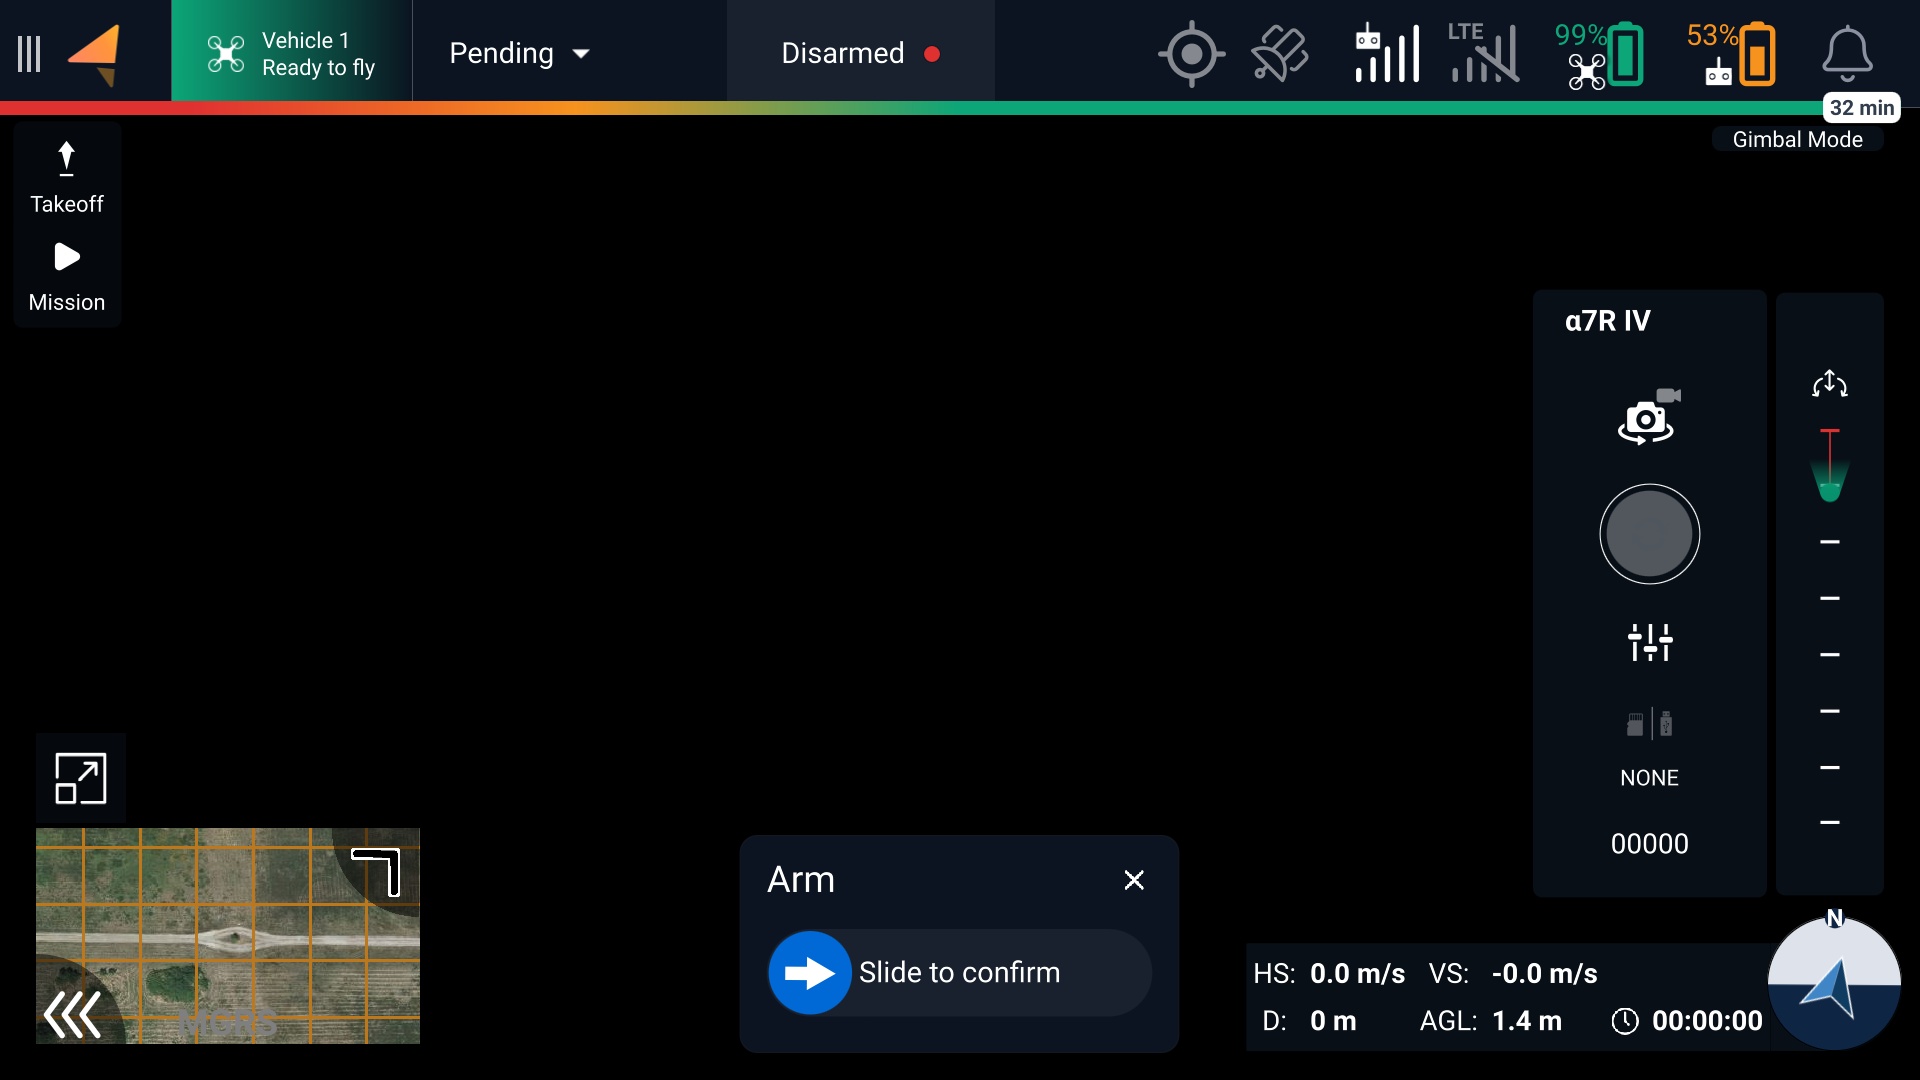 Vehicle 1
Ready to fly
Pending
Disarmed
LTE
99%
53%
32 min
Gimbal Mode
Takeoff
Mission
α7R IV
NONE
00000
MGRS
Arm
Slide to confirm
N
HS: 0.0 m/s VS: -0.0 m/s
D: 0 m AGL: 1.4 m 00:00:00